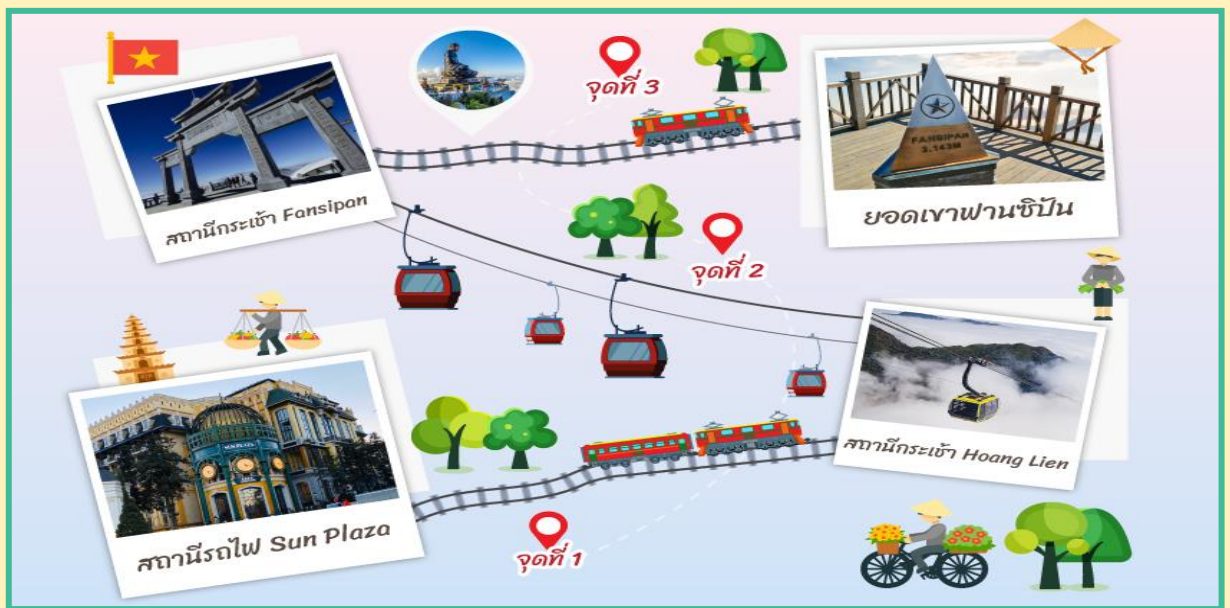 จุดที่ 3
สถานีกระเช้า Fansipan
FANSIPAN
3.143M
ยอดเขาฟานซิปัน
จุดที่ 2
สถานีกระเช้า Hoang Lien
SUN PLAZA
สถานีรถไฟ Sun Plaza
จุดที่ 1